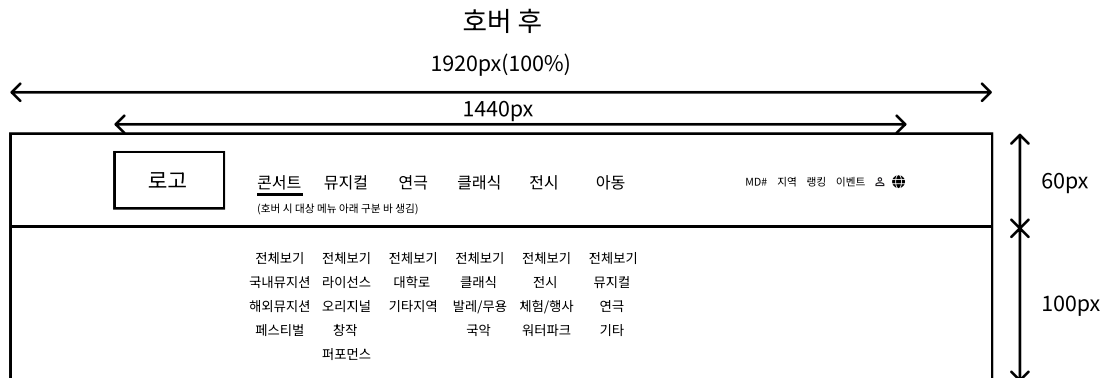 호버 후
1920px(100%)
1440px
로고
콘서트 뮤지컬 연극 클래식 전시 아동
MD# 지역 랭킹 이벤트
60px
(호버 시 대상 메뉴 아래 구분 바 생김)
전체보기 전체보기 전체보기 전체보기 전체보기 전체보기
국내뮤지션 라이선스 대학로 클래식 전시 뮤지컬
해외뮤지션 오리지널 기타지역 발레/무용 체험/행사 연극
100px
페스티벌 창작 국악 워터파크 기타
퍼포먼스